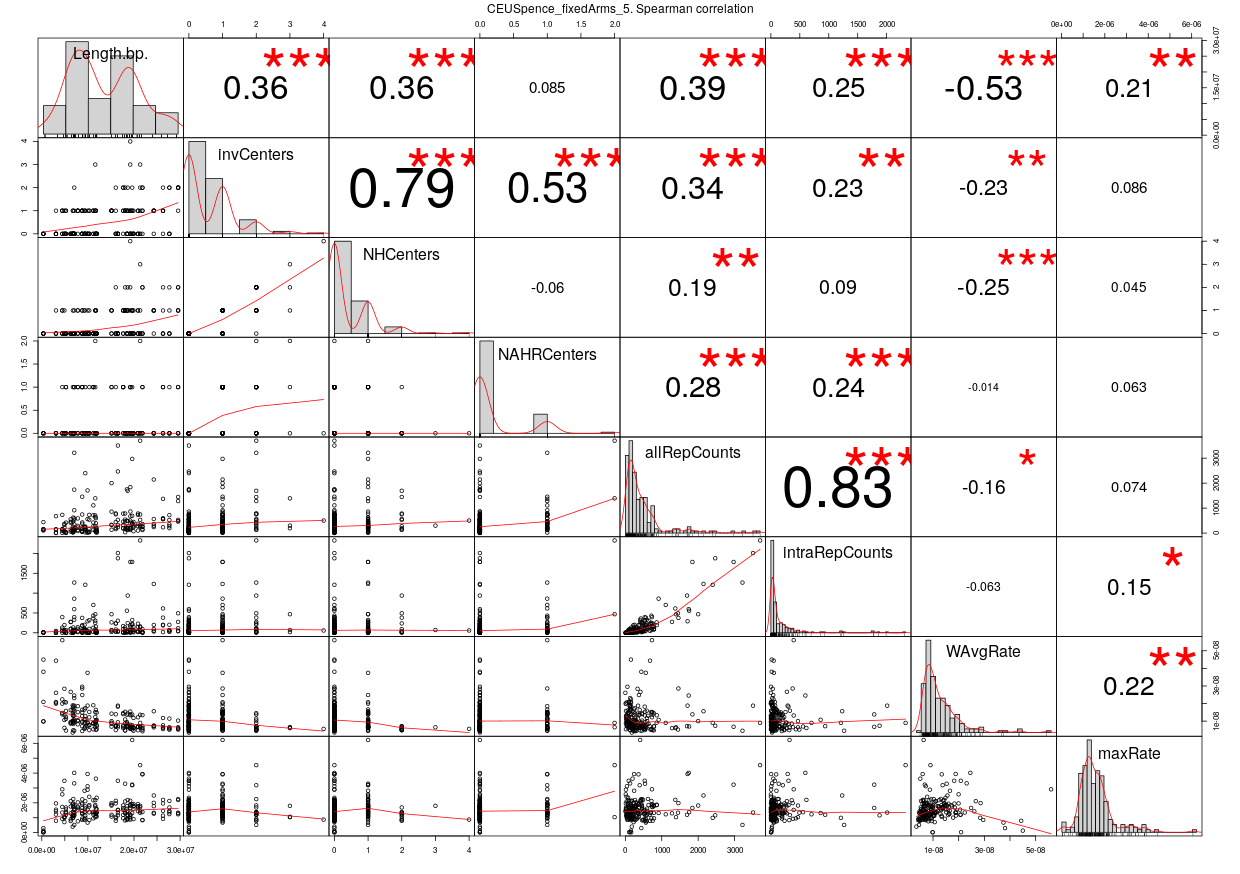 CEUSpence_fixedArms_5. Spearman correlation
0 1 2 3 4
0.0 0.5 1.0 1.5 2.0
0 500 1000 2000
0e+00 2e-06 4e-06 6e-06
Length.bp.
0.36 *** 0.36 *** 0.085 0.39 *** 0.25 *** -0.53 *** 0.21 **
0.0e+00 1.5e+07 3.0e+07
0 1 2 3 4
invCenters
0.79 *** 0.53 *** 0.34 *** 0.23 ** -0.23 ** 0.086
NHCenters
-0.06 0.19 ** 0.09 -0.25 *** 0.045
0 1 2 3 4
0.0 0.5 1.0 1.5 2.0
NAHRCenters
0.28 *** 0.24 *** -0.014 0.063
allRepCounts
0.83 *** -0.16 * 0.074
0 1000 2000 3000
0 500 1500
intraRepCounts
-0.063 0.15 *
WAvgRate
0.22 **
1e-08 3e-08 5e-08
0e+00 2e-06 4e-06 6e-06
maxRate
0.0e+00 1.0e+07 2.0e+07 3.0e+07
0 1 2 3 4
0 1000 3000
1e-08 3e-08 5e-08